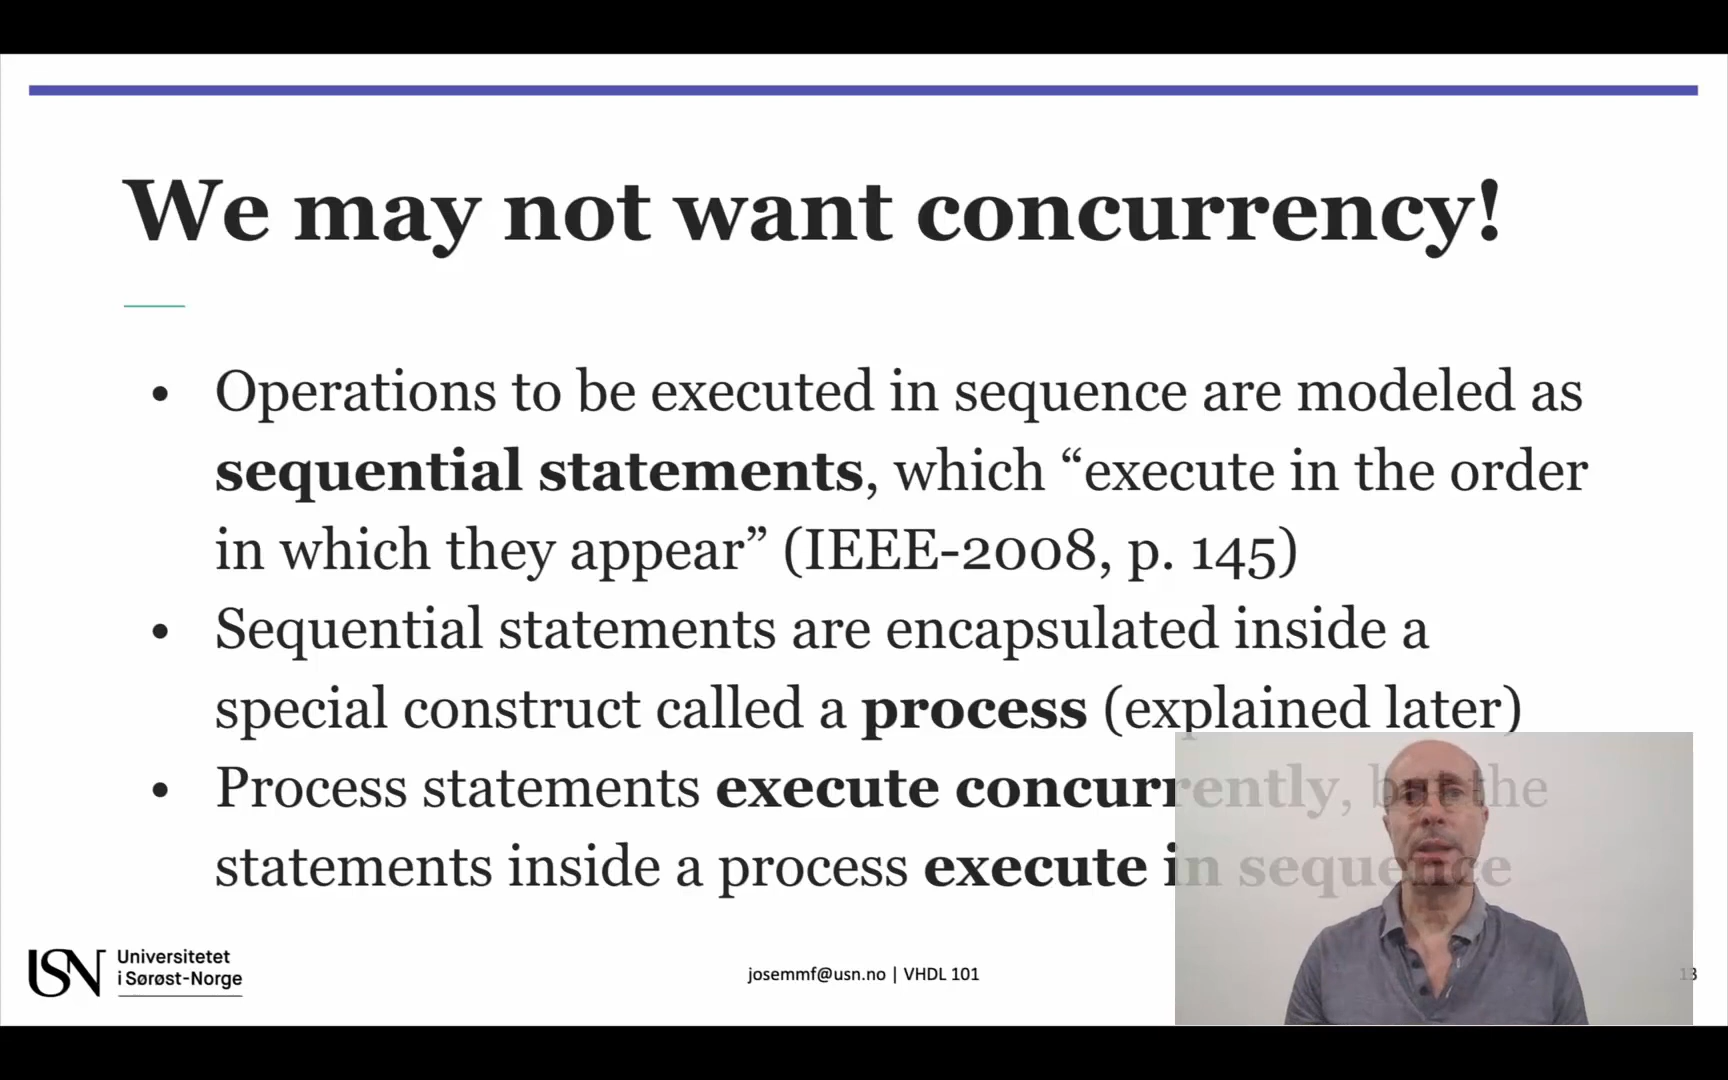 We may not want concurrency!
• Operations to be executed in sequence are modeled as
sequential statements, which “execute in the order
in which they appear” (IEEE-2008, p. 145)
• Sequential statements are encapsulated inside a
special construct called a process (explained later)
• Process statements execute concurrently, but the
statements inside a process execute in sequence
USN Universitetet
i Sørøst-Norge
josemmf@usn.no | VHDL 101
13